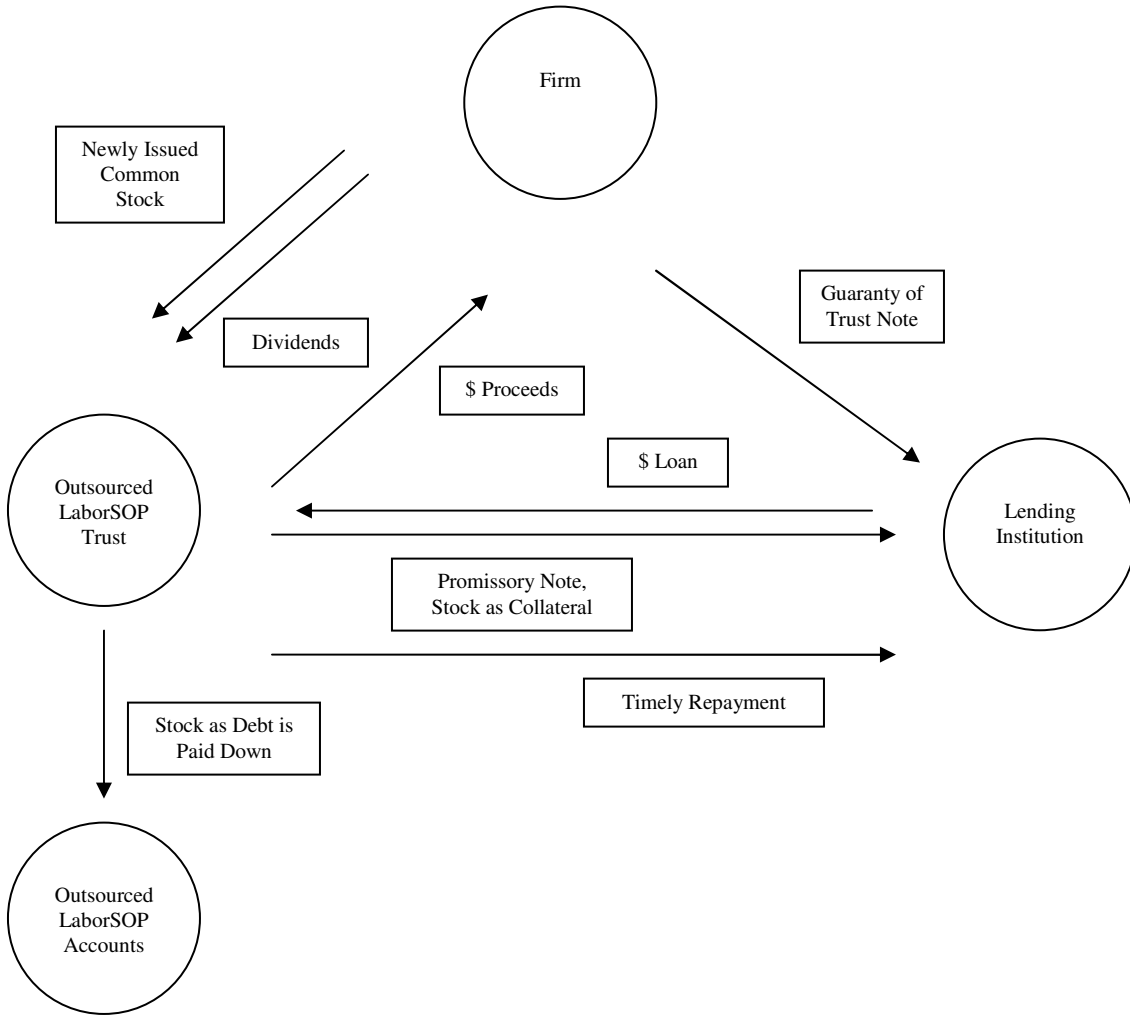 Firm
Newly Issued
Common
Stock
Guaranty of
Trust Note
Dividends
$ Proceeds
$ Loan
Outsourced
LaborSOP
Trust
Lending
Institution
Promissory Note,
Stock as Collateral
Timely Repayment
Stock as Debt is
Paid Down
Outsourced
LaborSOP
Accounts